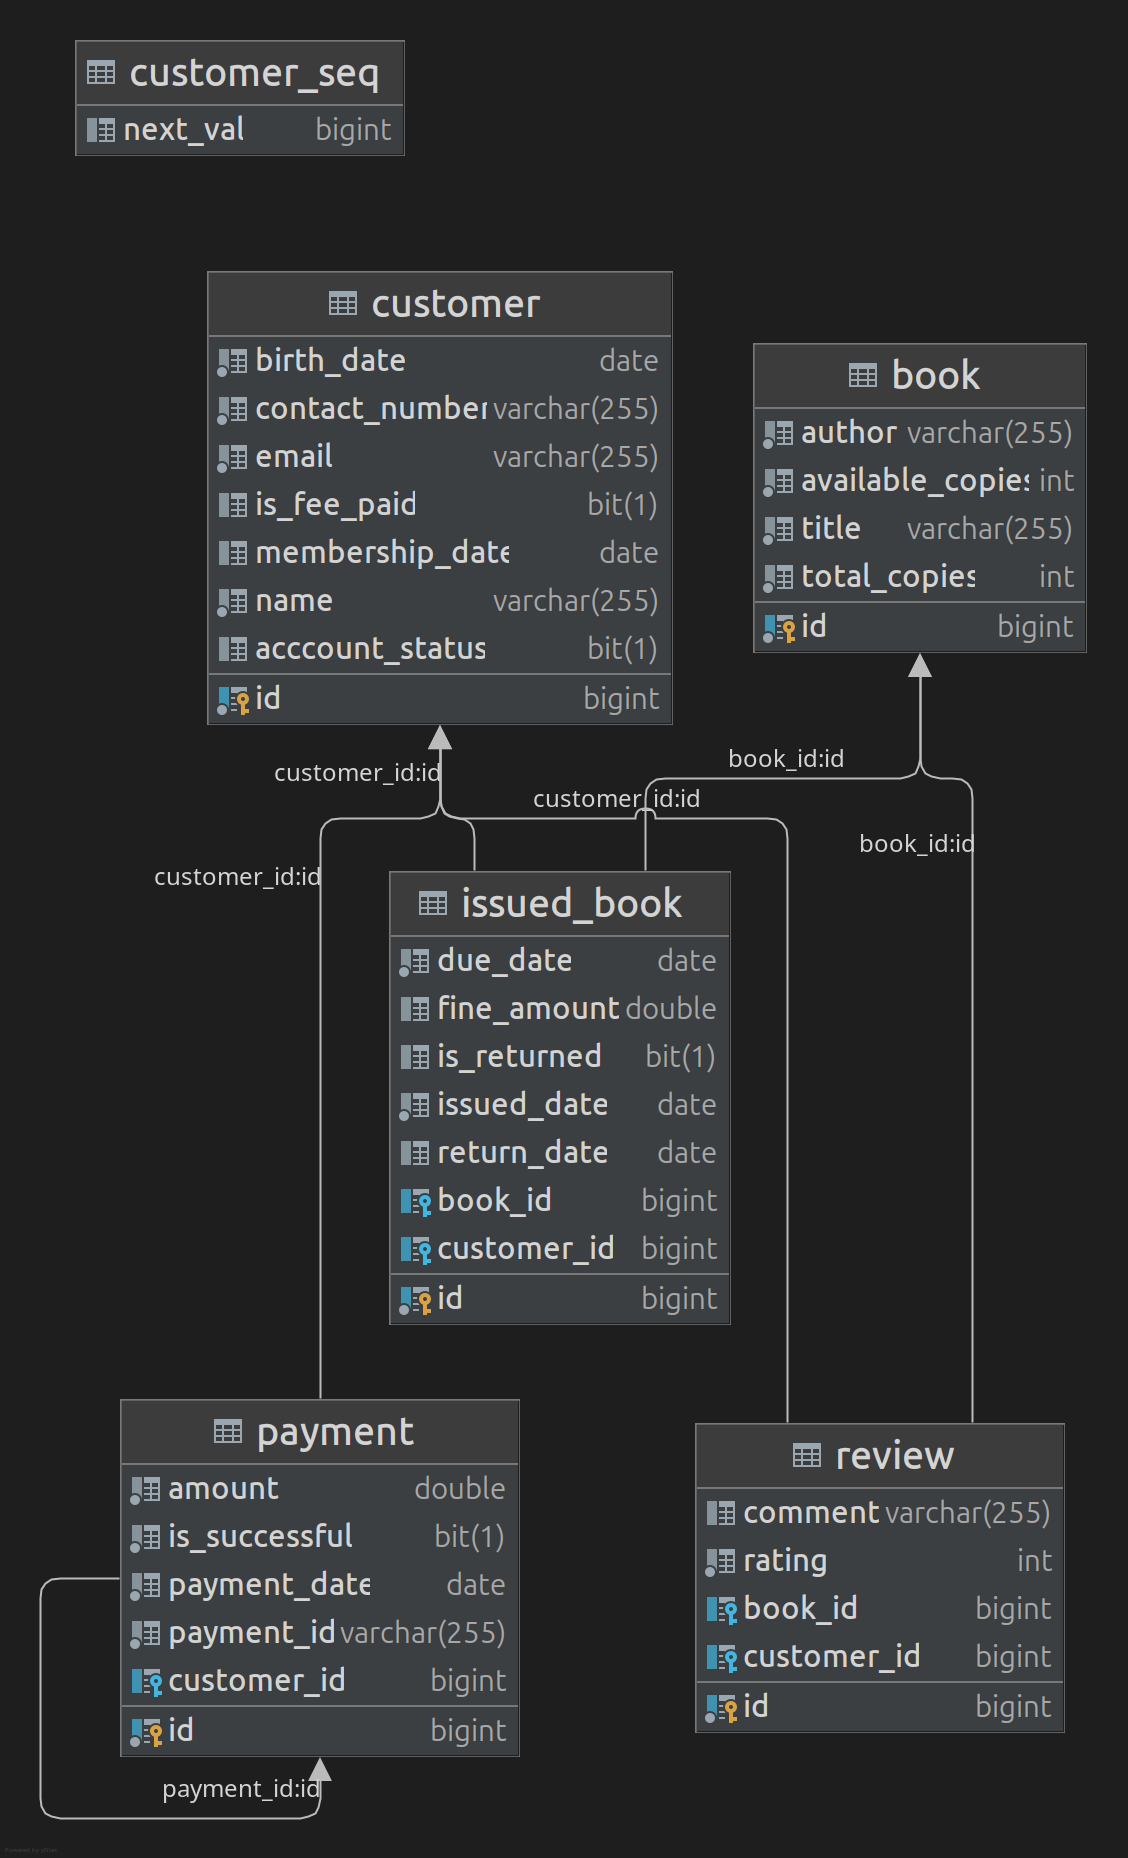 customer_seq
next_val bigint
customer
birth_date date
contact_number varchar(255)
email varchar(255)
is_fee_paid bit(1)
membership_date date
name varchar(255)
acccount_status bit(1)
id bigint
book
author varchar(255)
available_copies int
title varchar(255)
total_copies int
id bigint
customer_id:id
book_id:id
customer_id:id
book_id:id
customer_id:id
issued_book
due_date date
fine_amount double
is_returned bit(1)
issued_date date
return_date date
book_id bigint
customer_id bigint
id bigint
payment
amount double
is_successful bit(1)
payment_date date
payment_id varchar(255)
customer_id bigint
id bigint
payment_id:id
review
comment varchar(255)
rating int
book_id bigint
customer_id bigint
id bigint